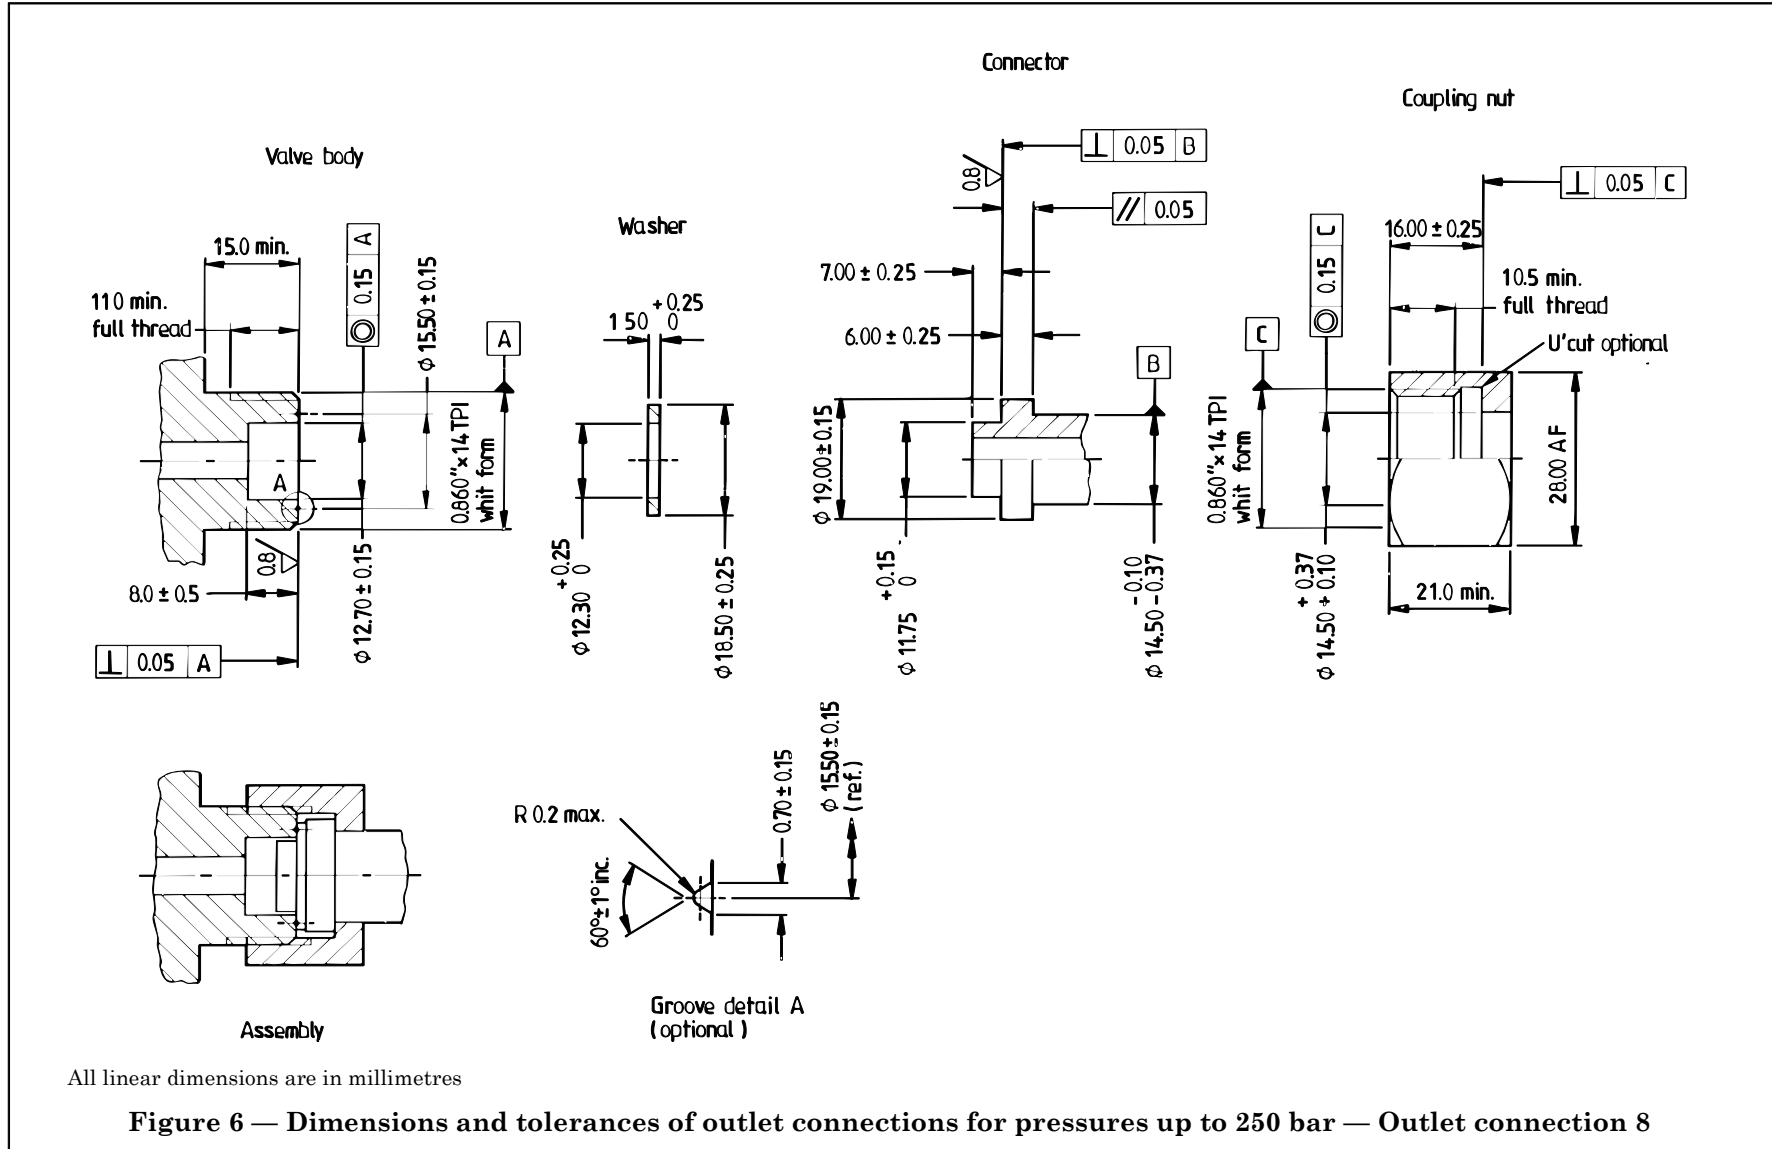 Connector
Coupling nut
Valve body
Washer
⊥ 0.05 B
0.8
// 0.05
⊥ 0.05 C
15.0 min.
◎ 0.15 A
ϕ 15.50 ± 0.15
A
11 0 min.
full thread
+ 0.25
1 50 0
7.00 ± 0.25
6.00 ± 0.25
B
◎ 0.15 C
16.00 ± 0.25
10.5 min.
full thread
U'cut optional
C
A
0.860"× 14 TPI
whit form
ϕ 19.00 ± 0.15
0.860"× 14 TPI
whit form
28.00 AF
0.8
8.0 ± 0.5
ϕ 12.70 ± 0.15
+ 0.25
ϕ 12.30 0
ϕ 18.50 ± 0.25
+ 0.15
ϕ 11.75 0
- 0.10
ϕ 14.50 - 0.37
+ 0.37
ϕ 14.50 + 0.10
21.0 min.
⊥ 0.05 A
R 0.2 max.
60°±1° inc.
0.70 ± 0.15
ϕ 15.50 ± 0.15
(ref.)
Groove detail A
(optional)
Assembly
All linear dimensions are in millimetres
Figure 6 — Dimensions and tolerances of outlet connections for pressures up to 250 bar — Outlet connection 8